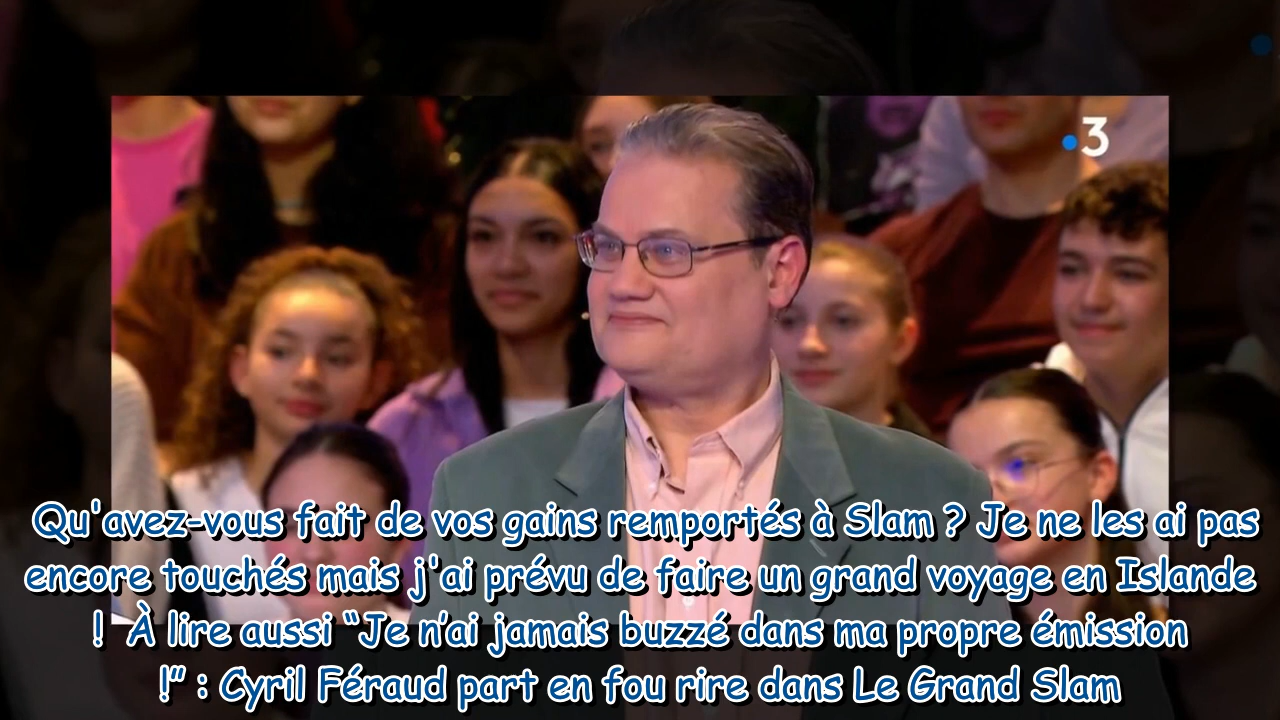 3
Qu'avez-vous fait de vos gains remportés à Slam ? Je ne les ai pas
encore touchés mais j'ai prévu de faire un grand voyage en Islande
! À lire aussi “Je n’ai jamais buzzé dans ma propre émission
!” : Cyril Féraud part en fou rire dans Le Grand Slam